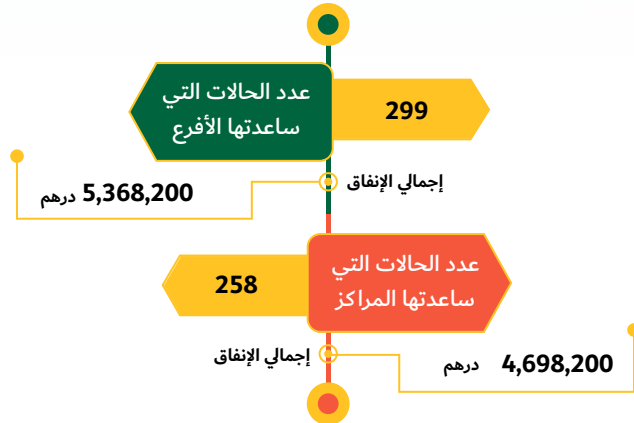 عدد الحالات التي
ساعدتها الأفرع
299
إجمالي الإنفاق
5,368,200 درهم
عدد الحالات التي
ساعدتها المراكز
258
إجمالي الإنفاق
4,698,200 درهم